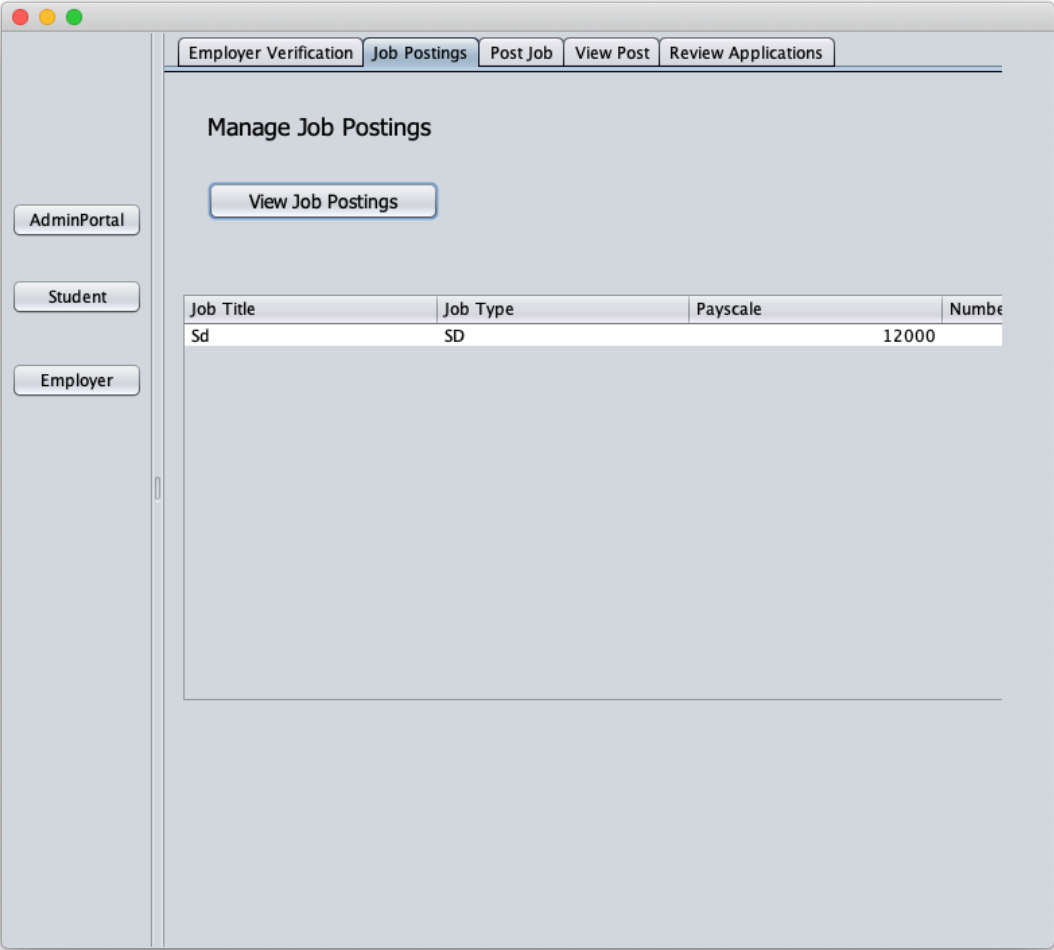 Employer Verification Job Postings Post Job View Post Review Applications
Manage Job Postings
View Job Postings
AdminPortal
Student
Employer
Job Title Job Type Payscale Numbe
Sd SD 12000